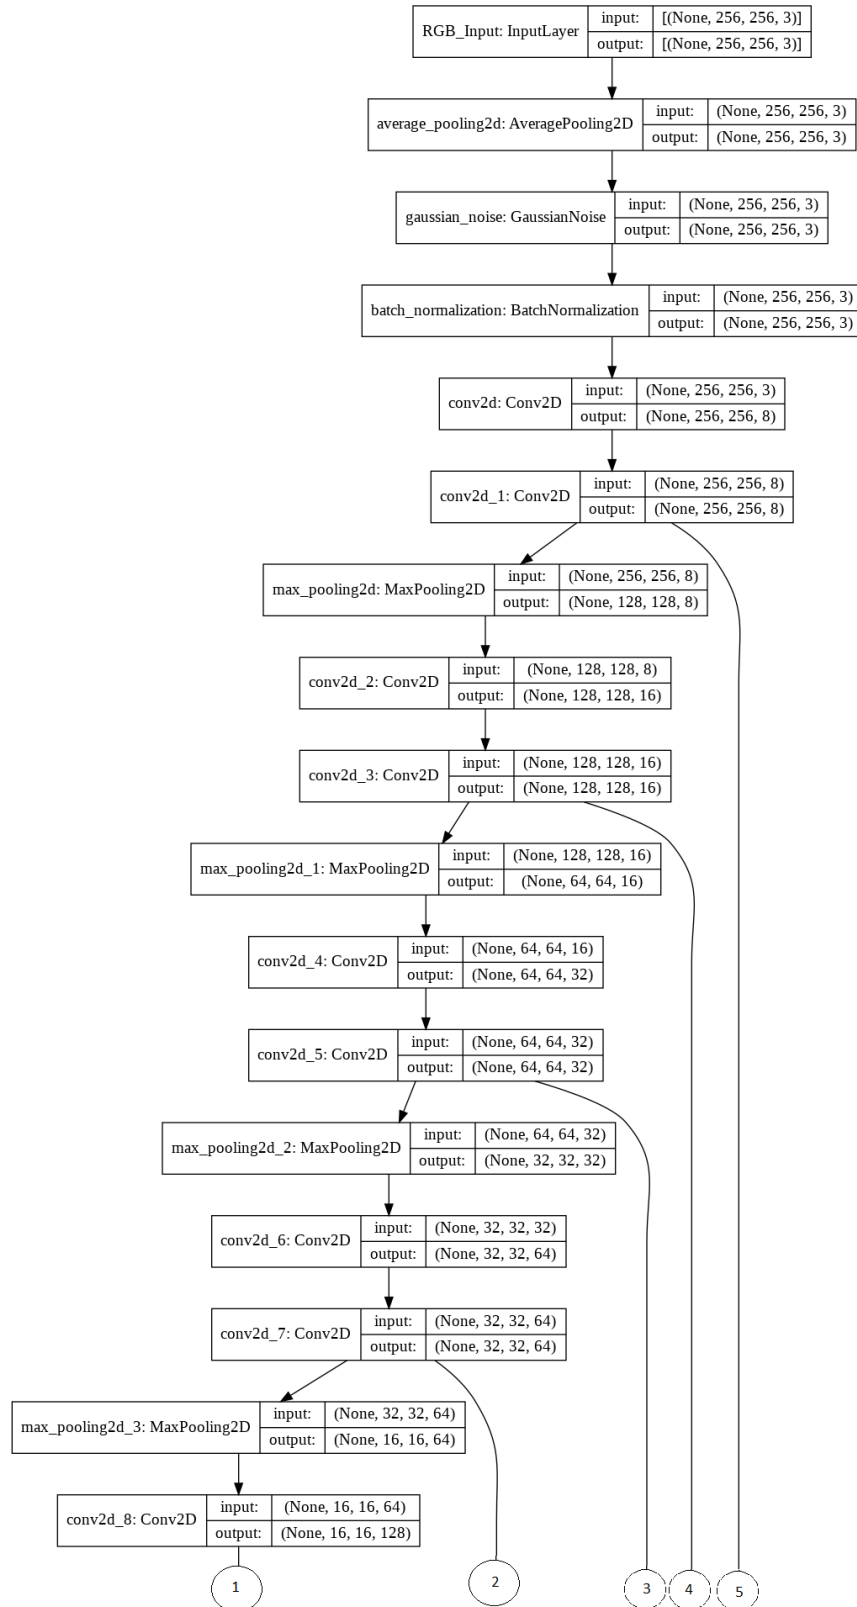 RGB_Input: InputLayer
input: [(None, 256, 256, 3)]
output: [(None, 256, 256, 3)]
average_pooling2d: AveragePooling2D
input: (None, 256, 256, 3)
output: (None, 256, 256, 3)
gaussian_noise: GaussianNoise
input: (None, 256, 256, 3)
output: (None, 256, 256, 3)
batch_normalization: BatchNormalization
input: (None, 256, 256, 3)
output: (None, 256, 256, 3)
conv2d: Conv2D
input: (None, 256, 256, 3)
output: (None, 256, 256, 8)
conv2d_1: Conv2D
input: (None, 256, 256, 8)
output: (None, 256, 256, 8)
max_pooling2d: MaxPooling2D
input: (None, 256, 256, 8)
output: (None, 128, 128, 8)
conv2d_2: Conv2D
input: (None, 128, 128, 8)
output: (None, 128, 128, 16)
conv2d_3: Conv2D
input: (None, 128, 128, 16)
output: (None, 128, 128, 16)
max_pooling2d_1: MaxPooling2D
input: (None, 128, 128, 16)
output: (None, 64, 64, 16)
conv2d_4: Conv2D
input: (None, 64, 64, 16)
output: (None, 64, 64, 32)
conv2d_5: Conv2D
input: (None, 64, 64, 32)
output: (None, 64, 64, 32)
max_pooling2d_2: MaxPooling2D
input: (None, 64, 64, 32)
output: (None, 32, 32, 32)
conv2d_6: Conv2D
input: (None, 32, 32, 32)
output: (None, 32, 32, 64)
conv2d_7: Conv2D
input: (None, 32, 32, 64)
output: (None, 32, 32, 64)
max_pooling2d_3: MaxPooling2D
input: (None, 32, 32, 64)
output: (None, 16, 16, 64)
conv2d_8: Conv2D
input: (None, 16, 16, 64)
output: (None, 16, 16, 128)
1 2 3 4 5